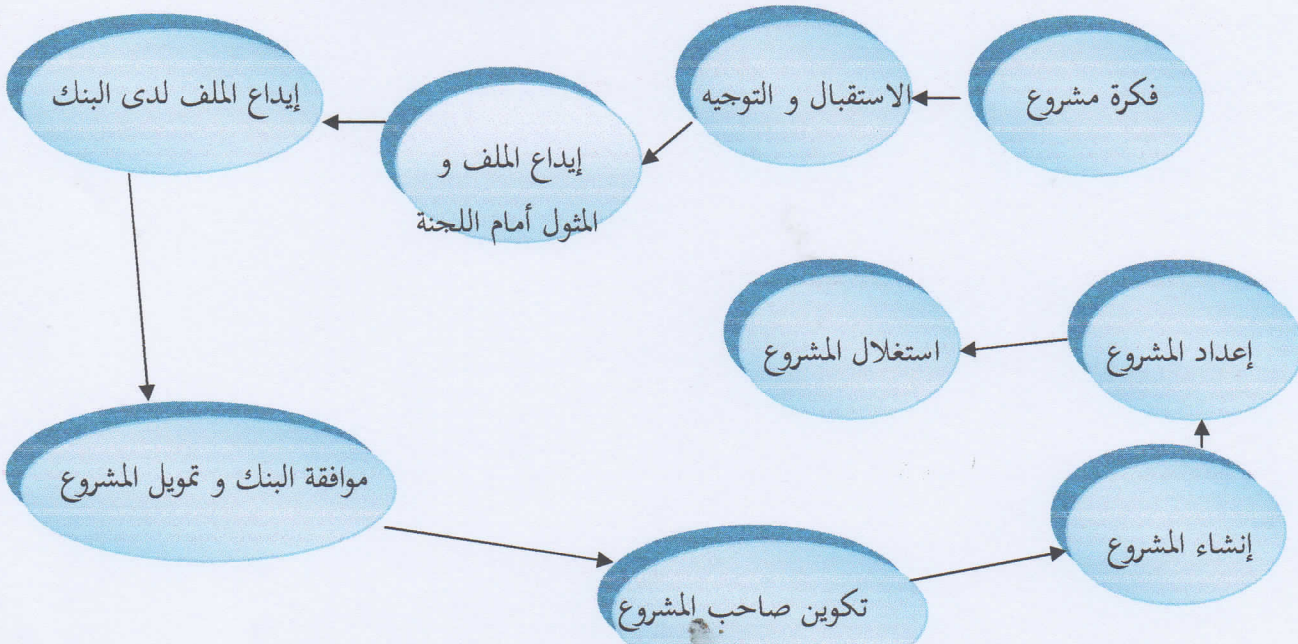 فكرة مشروع
الاستقبال و التوجيه
إيداع الملف و
المثول أمام اللجنة
إيداع الملف لدى البنك
موافقة البنك و تمويل المشروع
تكوين صاحب المشروع
إنشاء المشروع
إعداد المشروع
استغلال المشروع